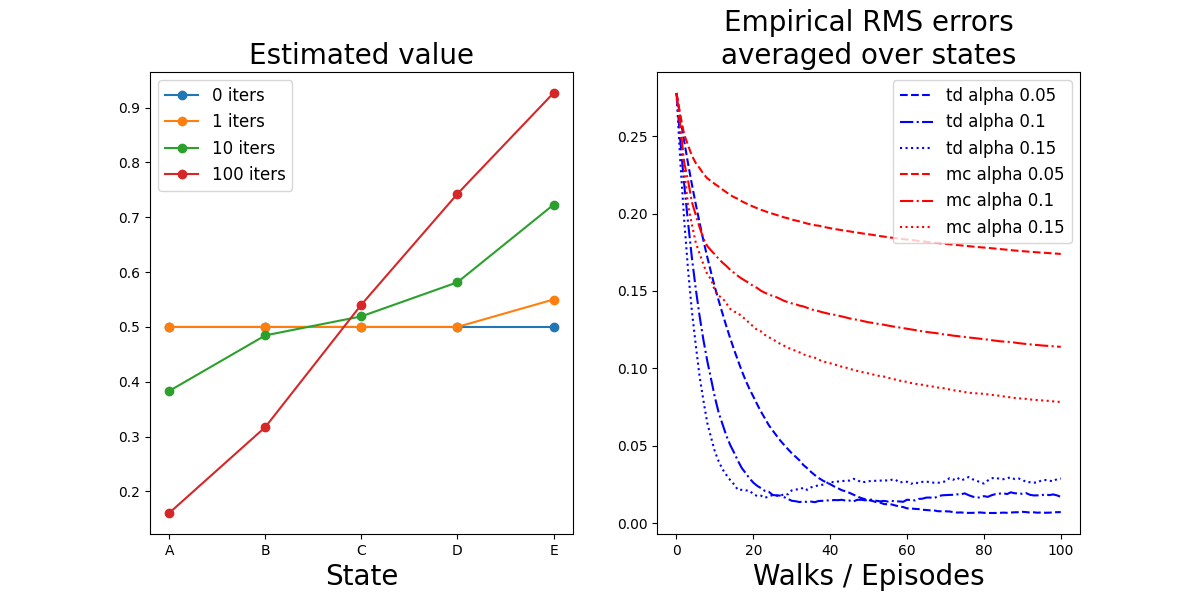 Estimated value
0 iters
1 iters
10 iters
100 iters
0.9
0.8
0.7
0.6
0.5
0.4
0.3
0.2
A B C D E
State
Empirical RMS errors
averaged over states
td alpha 0.05
td alpha 0.1
td alpha 0.15
mc alpha 0.05
mc alpha 0.1
mc alpha 0.15
0.25
0.20
0.15
0.10
0.05
0.00
0 20 40 60 80 100
Walks / Episodes